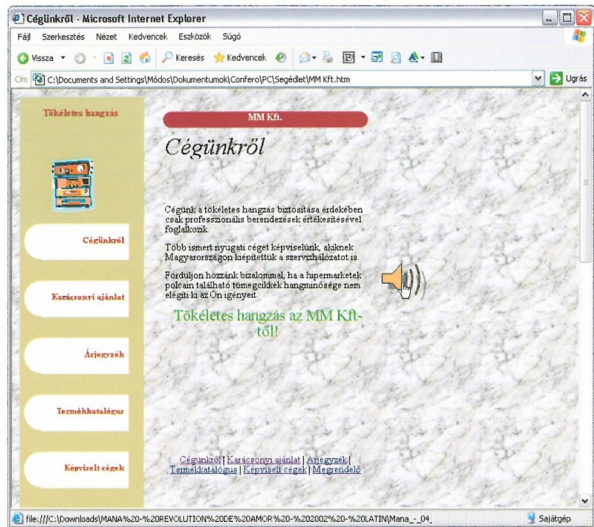 Cégünkről - Microsoft Internet Explorer
Fájl Szerkesztés Nézet Kedvencek Eszközök Súgó
Vissza Keresés Kedvencek
Cím C:\Documents and Settings\Módos\Dokumentumok\Confero\PC\Segédlet\MM Kft.htm Ugrás
Tökéletes hangzás
MM Kft.
Cégünkről
Cégünk a tökéletes hangzás biztosítása érdekében
csak professzionális berendezések értékesítésével
foglalkozik.
Több ismert nyugati céget képviselünk, akiknek
Magyarországon kiépítettük a szervizhálózatot is.
Forduljon hozzánk bizalommal, ha a hipermarketek
polcain található tömegcikkek hangminősége nem
elégíti ki az Ön igényeit.
Tökéletes hangzás az MM Kft-
től!
Cégünkről
Karácsonyi ajánlat
Árjegyzék
Termékkatalógus
Képviselt cégek
Cégünkről | Karácsonyi ajánlat | Árjegyzék |
Termékkatalógus | Képviselt cégek | Megrendelő
file:///C:\Downloads\MANA%20-%20REVOLUTION%20DE%20AMOR%20-%202002%20-%20LATIN\Mana_-_04_ Sajátgép